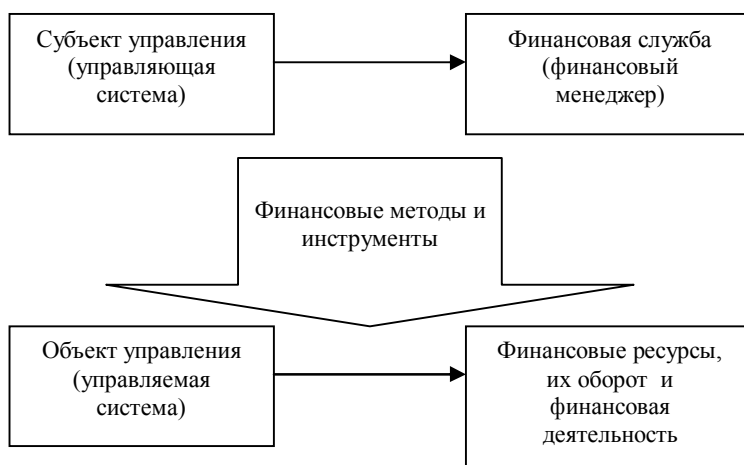 Субъект управления
(управляющая
система)
Финансовая служба
(финансовый
менеджер)
Финансовые методы и
инструменты
Объект управления
(управляемая
система)
Финансовые ресурсы,
их оборот и
финансовая
деятельность